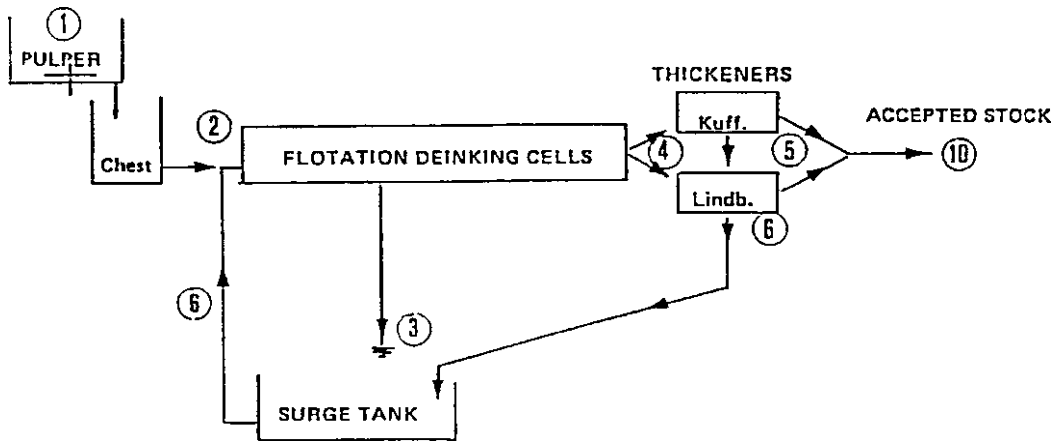 1
PULPER
Chest
2
FLOTATION DEINKING CELLS
THICKENERS
Kuff.
4
5
Lindb.
6
ACCEPTED STOCK
10
6
3
SURGE TANK